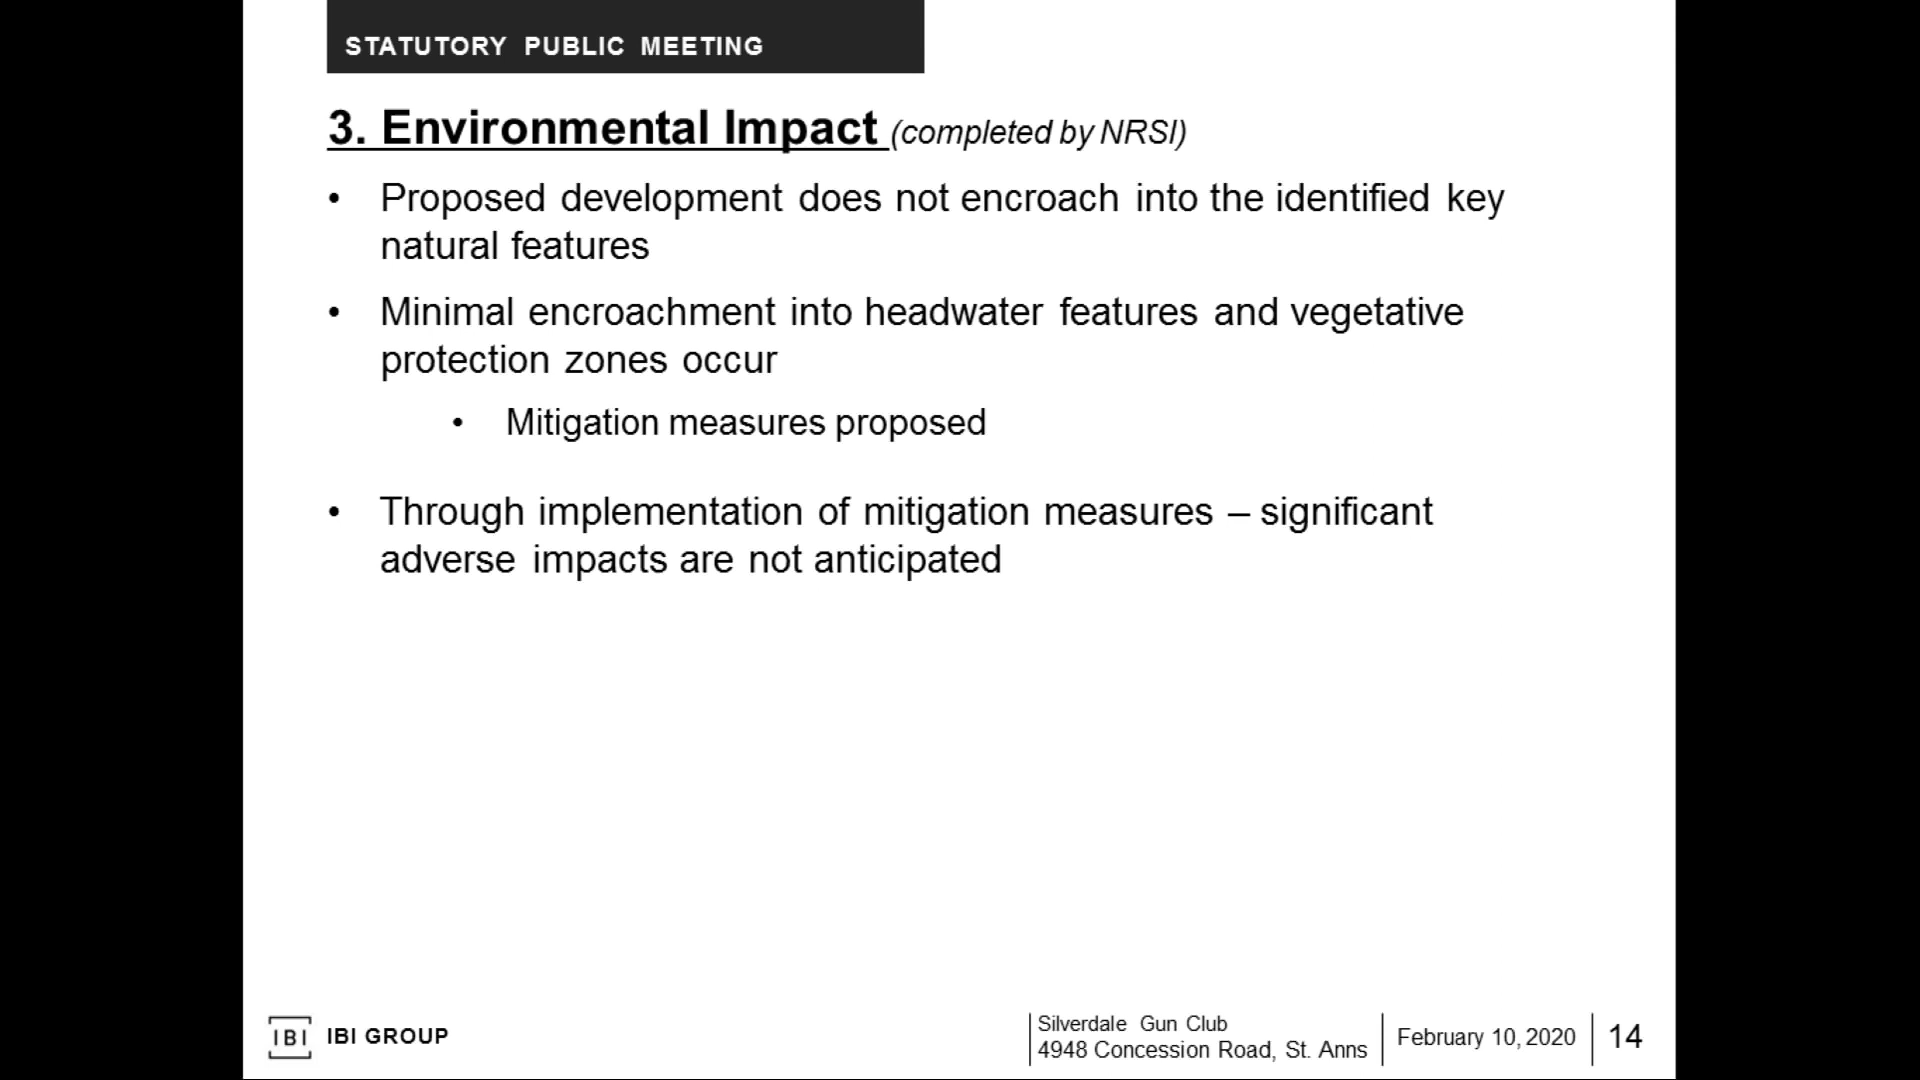 STATUTORY PUBLIC MEETING
3. Environmental Impact (completed by NRSI)
• Proposed development does not encroach into the identified key
natural features
• Minimal encroachment into headwater features and vegetative
protection zones occur
• Mitigation measures proposed
• Through implementation of mitigation measures – significant
adverse impacts are not anticipated
IBI IBI GROUP
Silverdale Gun Club
4948 Concession Road, St. Anns
February 10, 2020
14